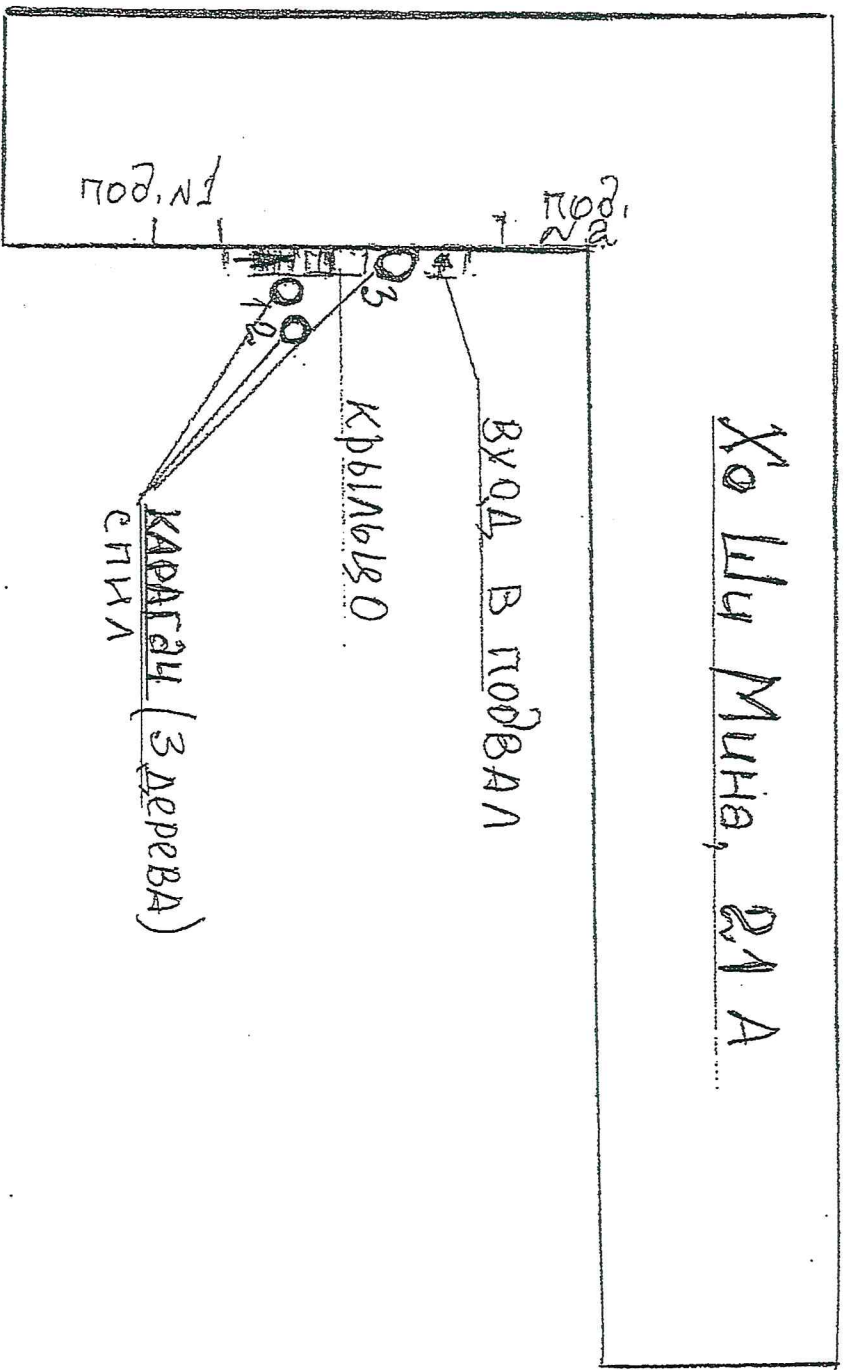 Хо Ши Мина, 21 А
под. №2
под. №1
вход в подвал
крыльцо
3
1
2
карагач (3 дерева)
спил